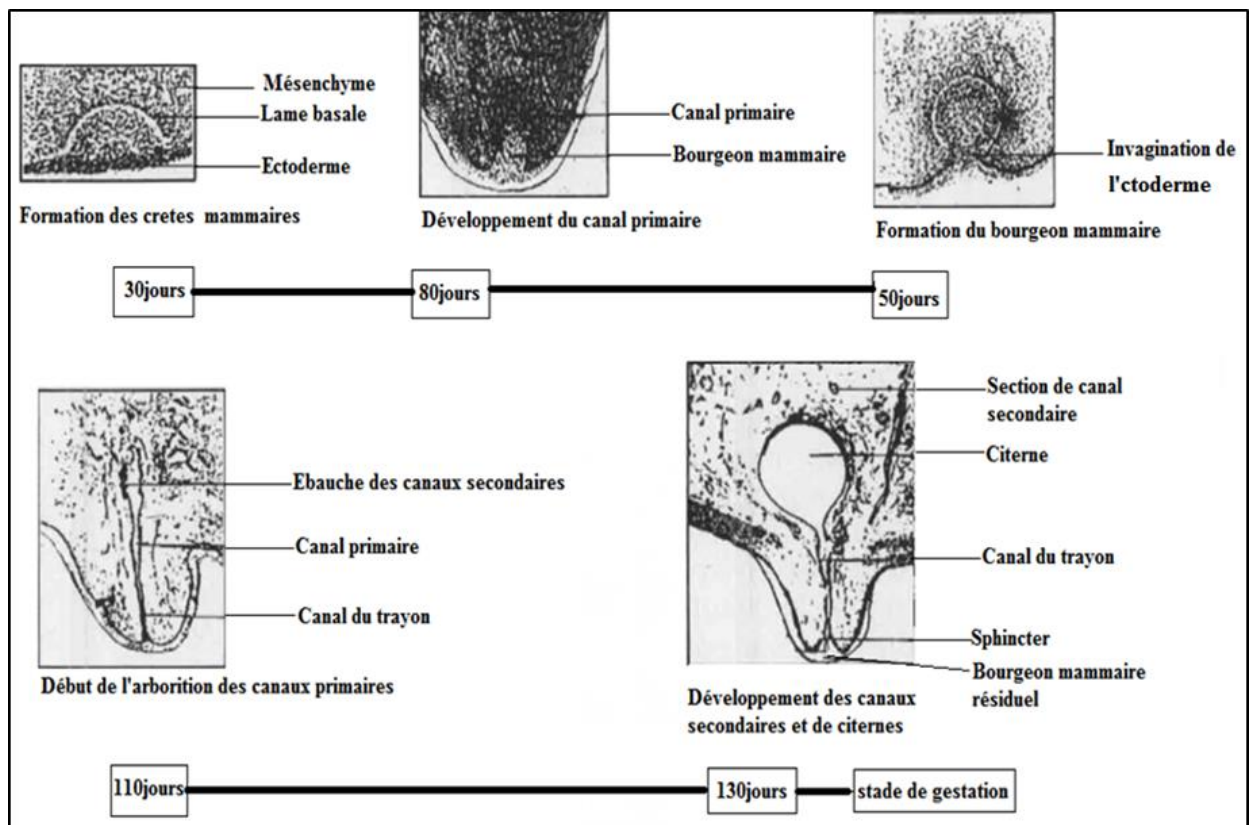 Mésenchyme
Lame basale
Ectoderme
Formation des cretes mammaires
Canal primaire
Bourgeon mammaire
Développement du canal primaire
Invagination de
l'ctoderme
Formation du bourgeon mammaire
30jours
80jours
50jours
Ebauche des canaux secondaires
Canal primaire
Canal du trayon
Début de l'arborition des canaux primaires
Section de canal
secondaire
Citerne
Canal du trayon
Sphincter
Bourgeon mammaire
résiduel
Développement des canaux
secondaires et de citernes
110jours
130jours
stade de gestation